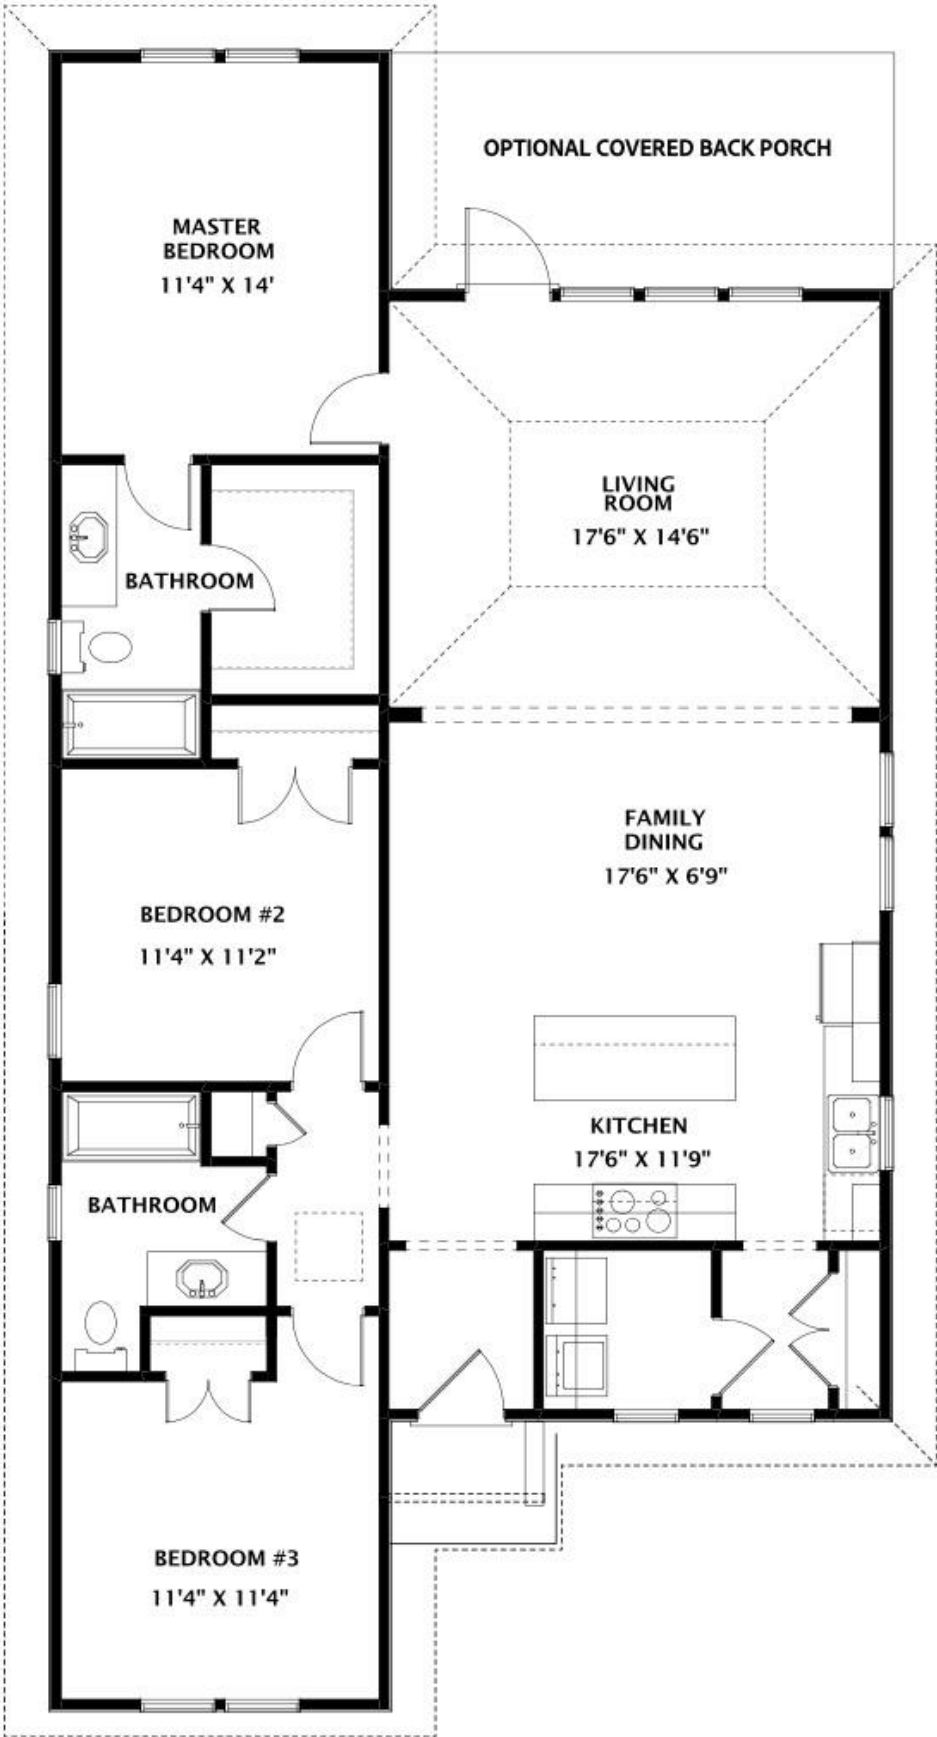 OPTIONAL COVERED BACK PORCH
MASTER
BEDROOM
11'4" X 14'
LIVING
ROOM
17'6" X 14'6"
BATHROOM
FAMILY
DINING
17'6" X 6'9"
BEDROOM #2
11'4" X 11'2"
KITCHEN
17'6" X 11'9"
BATHROOM
BEDROOM #3
11'4" X 11'4"